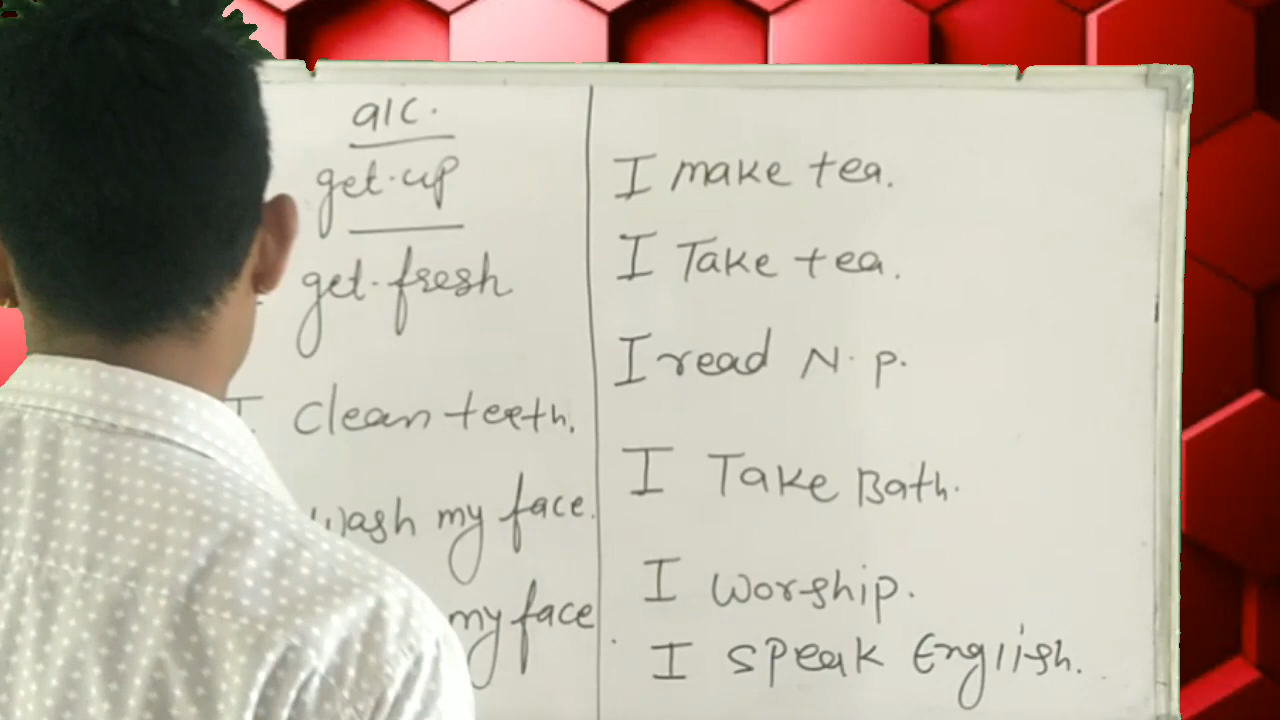 a/c.
get-up
get-fresh
I clean teeth.
wash my face.
my face
I make tea.
I Take tea.
I read N.p.
I Take Bath.
I worship.
I speak English.